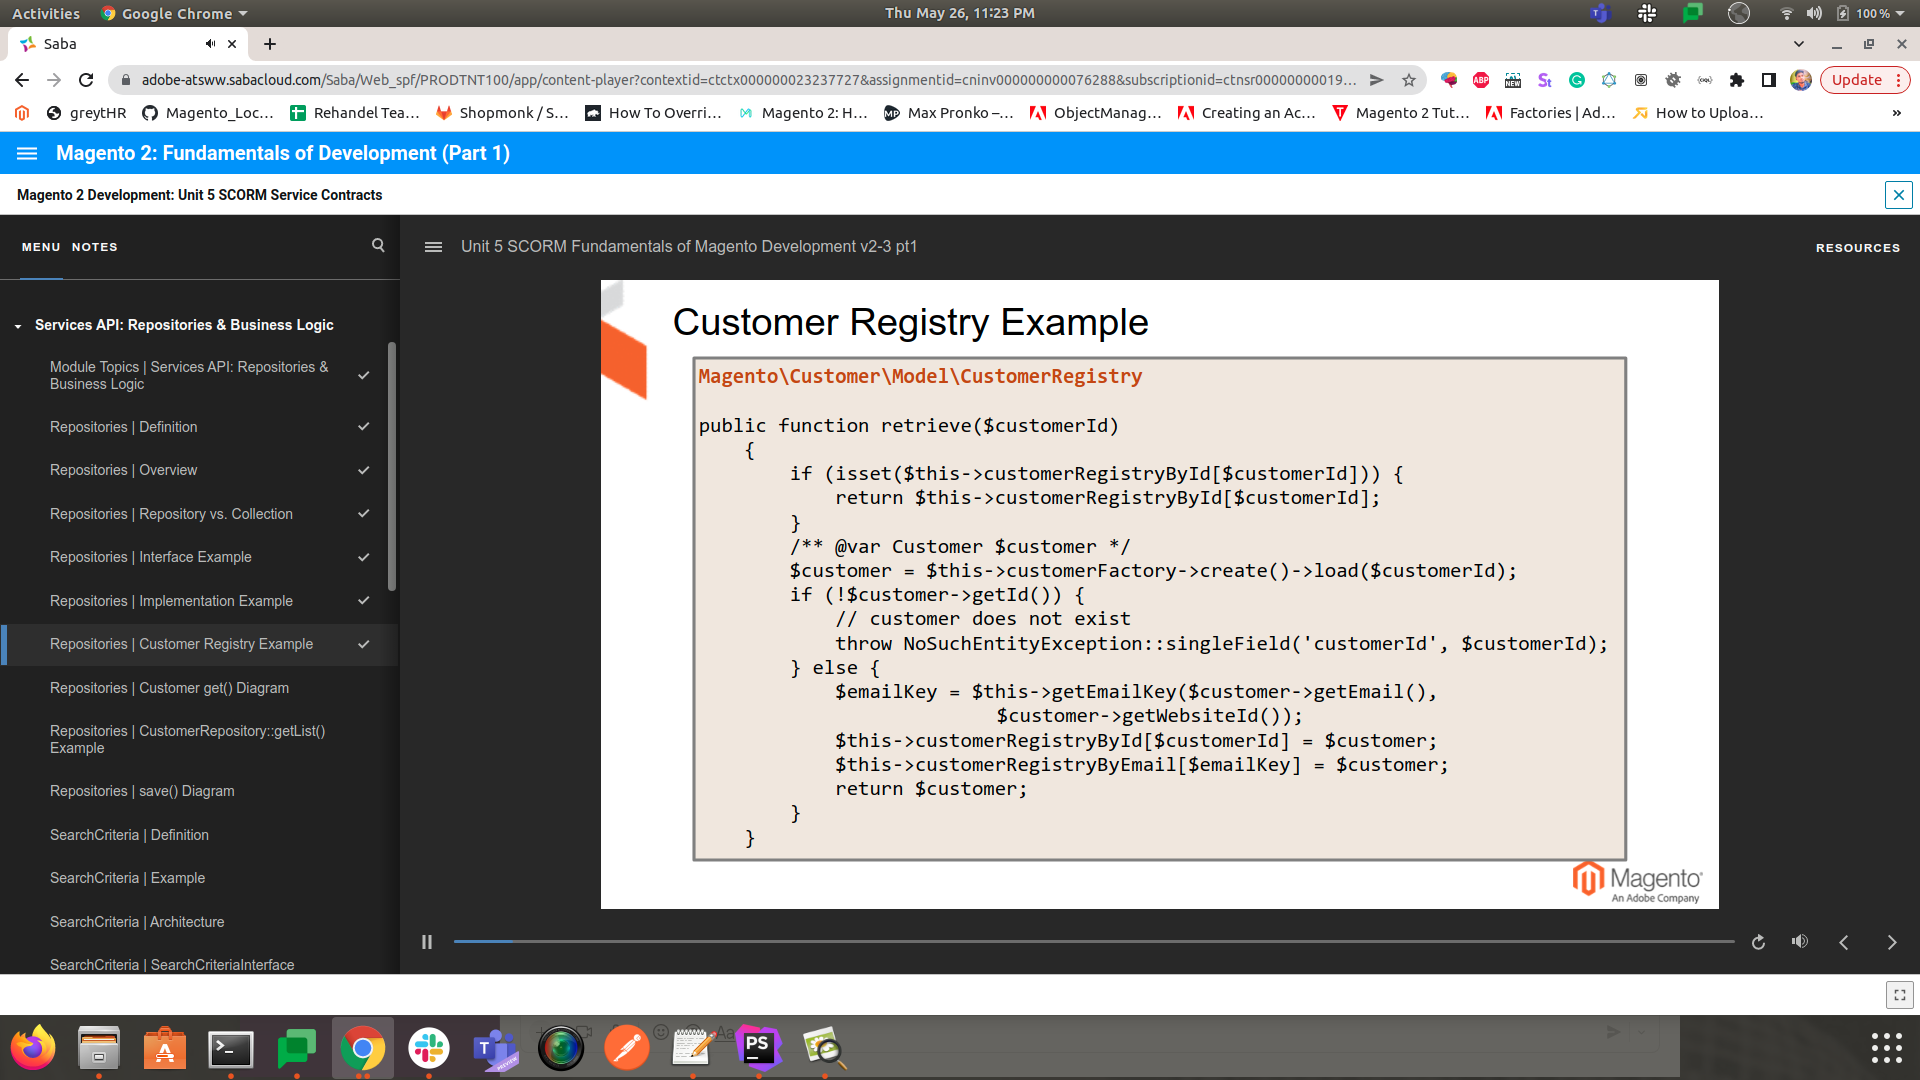 Activities
Google Chrome
Thu May 26, 11:23 PM
100 %
Saba
adobe-atsww.sabacloud.com/Saba/Web_spf/PRODTNT100/app/content-player?contextid=ctctx000000023237727&assignmentid=cninv000000000076288&subscriptionid=ctnsr00000000019...
ABP
NEW
Update
greytHR
Magento_Loc...
Rehandel Tea...
Shopmonk / S...
How To Overri...
Magento 2: H...
Max Pronko –...
ObjectManag...
Creating an Ac...
Magento 2 Tut...
Factories | Ad...
How to Uploa...
»
Magento 2: Fundamentals of Development (Part 1)
Magento 2 Development: Unit 5 SCORM Service Contracts
MENU NOTES
Unit 5 SCORM Fundamentals of Magento Development v2-3 pt1
RESOURCES
Services API: Repositories & Business Logic
Module Topics | Services API: Repositories &
Business Logic
Repositories | Definition
Repositories | Overview
Repositories | Repository vs. Collection
Repositories | Interface Example
Repositories | Implementation Example
Repositories | Customer Registry Example
Repositories | Customer get() Diagram
Repositories | CustomerRepository::getList()
Example
Repositories | save() Diagram
SearchCriteria | Definition
SearchCriteria | Example
SearchCriteria | Architecture
SearchCriteria | SearchCriteriaInterface
Customer Registry Example
Magento\Customer\Model\CustomerRegistry
public function retrieve($customerId)
{
if (isset($this->customerRegistryById[$customerId])) {
return $this->customerRegistryById[$customerId];
}
/** @var Customer $customer */
$customer = $this->customerFactory->create()->load($customerId);
if (!$customer->getId()) {
// customer does not exist
throw NoSuchEntityException::singleField('customerId', $customerId);
} else {
$emailKey = $this->getEmailKey($customer->getEmail(),
$customer->getWebsiteId());
$this->customerRegistryById[$customerId] = $customer;
$this->customerRegistryByEmail[$emailKey] = $customer;
return $customer;
}
}
Magento
An Adobe Company
PS